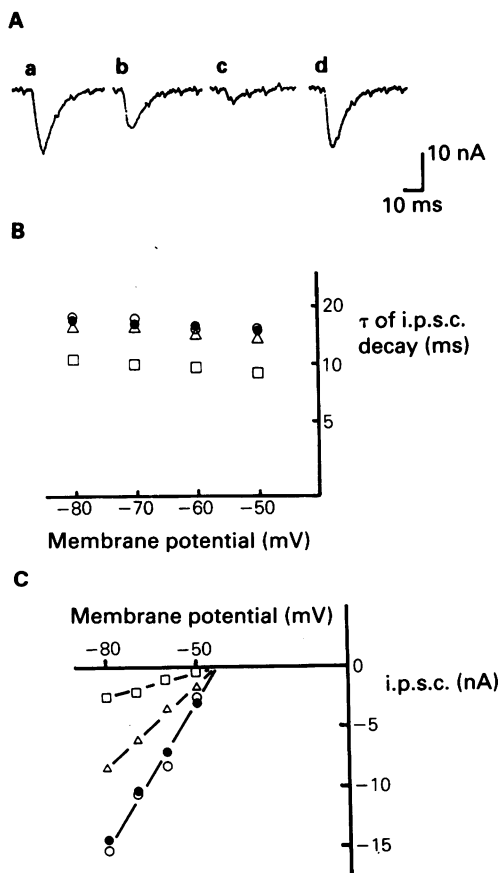 A
a b c d
10 nA
10 ms
B
20
τ of i.p.s.c.
decay (ms)
10
5
−80 −70 −60 −50
Membrane potential (mV)
C
Membrane potential (mV)
−80 −50
0
i.p.s.c. (nA)
−5
−10
−15